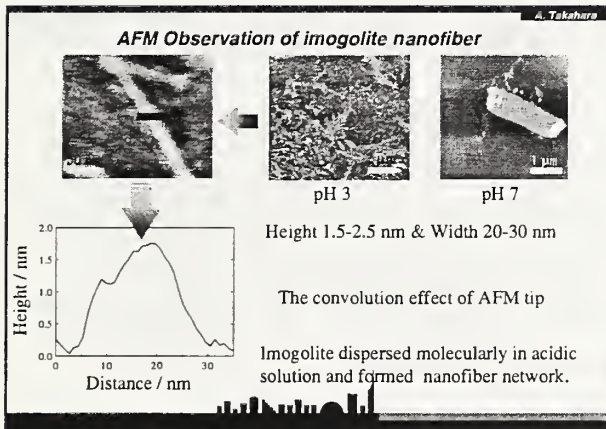 A. Takahara
AFM Observation of imogolite nanofiber
1 µm
pH 3
pH 7
Height 1.5-2.5 nm & Width 20-30 nm
The convolution effect of AFM tip
Imogolite dispersed molecularly in acidic
solution and formed nanofiber network.
Height / nm
2.0
1.5
1.0
0.5
0.0
0
10
20
30
Distance / nm